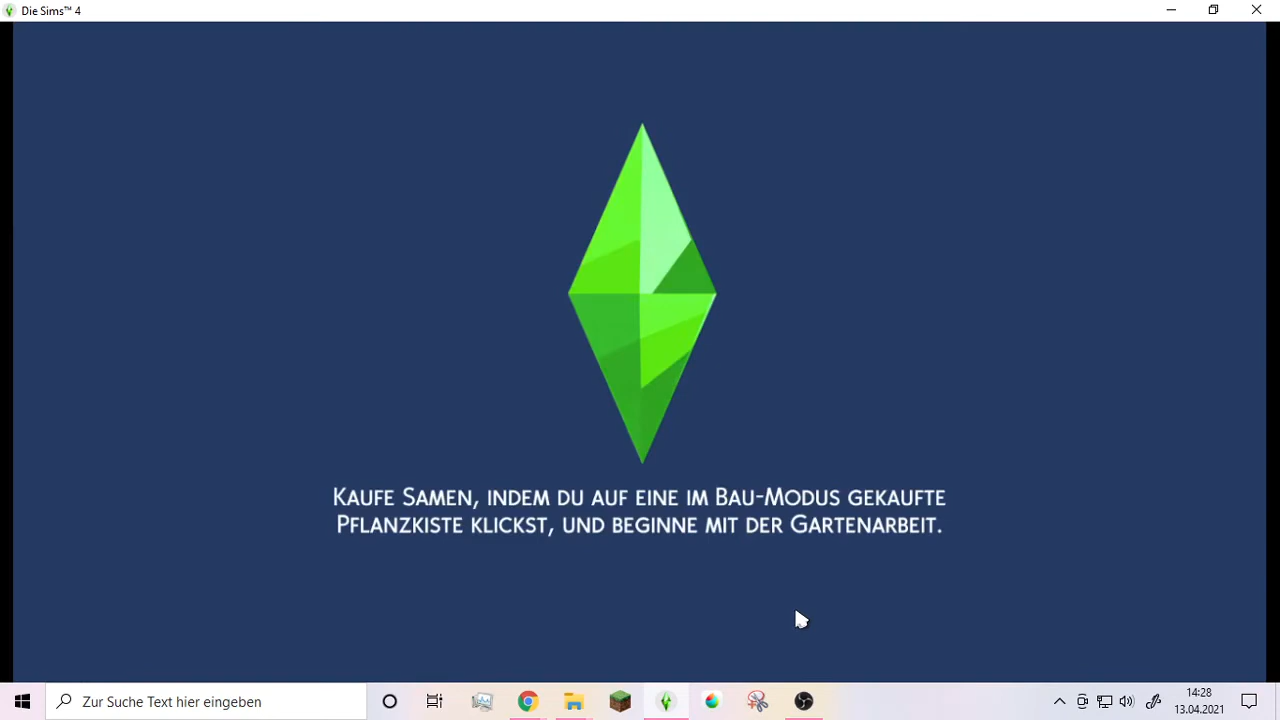 Die Sims™ 4
KAUFE SAMEN, INDEM DU AUF EINE IM BAU-MODUS GEKAUFTE
PFLANZKISTE KLICKST, UND BEGINNE MIT DER GARTENARBEIT.
Zur Suche Text hier eingeben
14:28
13.04.2021